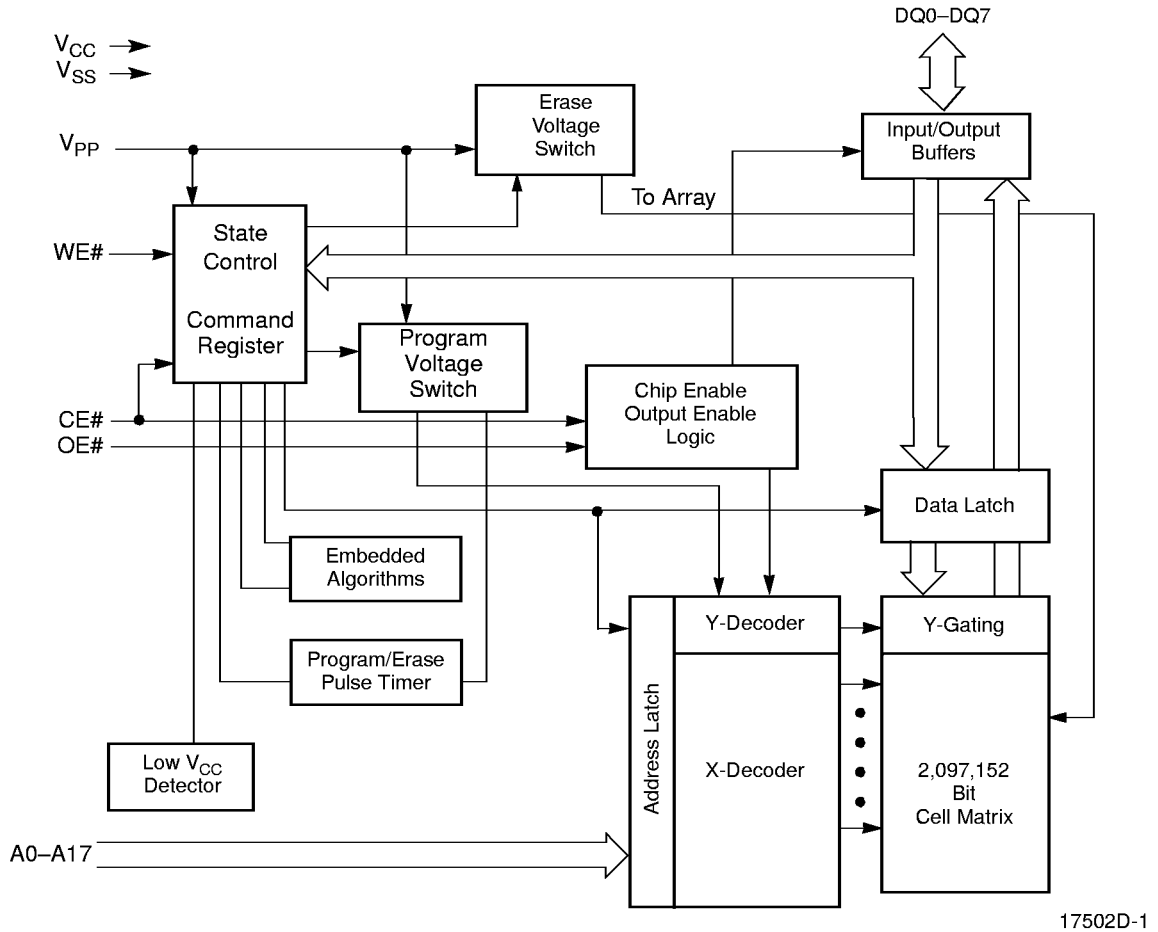 DQ0–DQ7
VCC
VSS
Erase
Voltage
Switch
Input/Output
Buffers
VPP
To Array
State
Control
Command
Register
WE#
Program
Voltage
Switch
Chip Enable
Output Enable
Logic
CE#
OE#
Data Latch
Embedded
Algorithms
Y-Decoder
Y-Gating
Program/Erase
Pulse Timer
Address Latch
Low VCC
Detector
X-Decoder
2,097,152
Bit
Cell Matrix
A0–A17
17502D-1